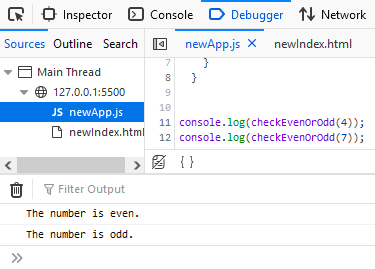 Inspector Console Debugger Network
Sources Outline Search
newApp.js newIndex.html
Main Thread
127.0.0.1:5500
JS newApp.js
newIndex.html
7 }
8 }
9
10
11 console.log(checkEvenOrOdd(4));
12 console.log(checkEvenOrOdd(7));
{ }
Filter Output
The number is even.
The number is odd.
>>